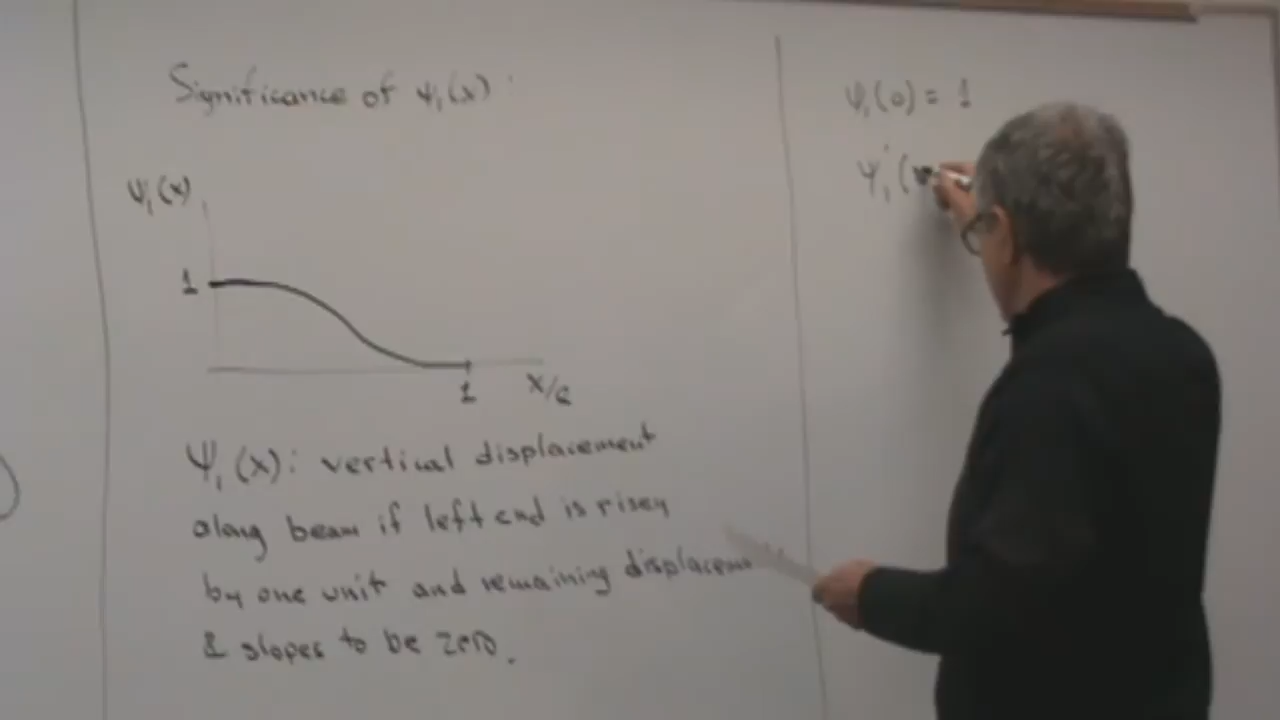 Significance of ψ₁(x) :
ψ₁(x)
1
1
x/e
ψ₁(x): vertical displacement
along beam if left end is risen
by one unit and remaining displacem
& slopes to be zero.
ψ₁(0) = 1
ψ₁'(